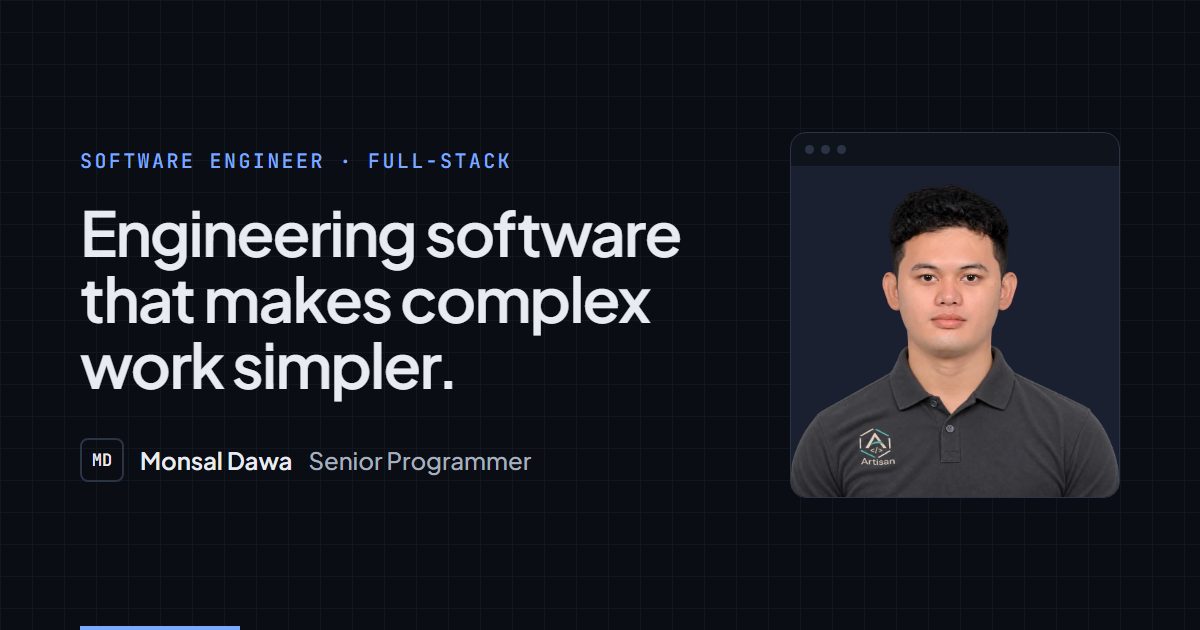 SOFTWARE ENGINEER · FULL-STACK
Engineering software
that makes complex
work simpler.
MD Monsal Dawa Senior Programmer
A
</>
Artisan